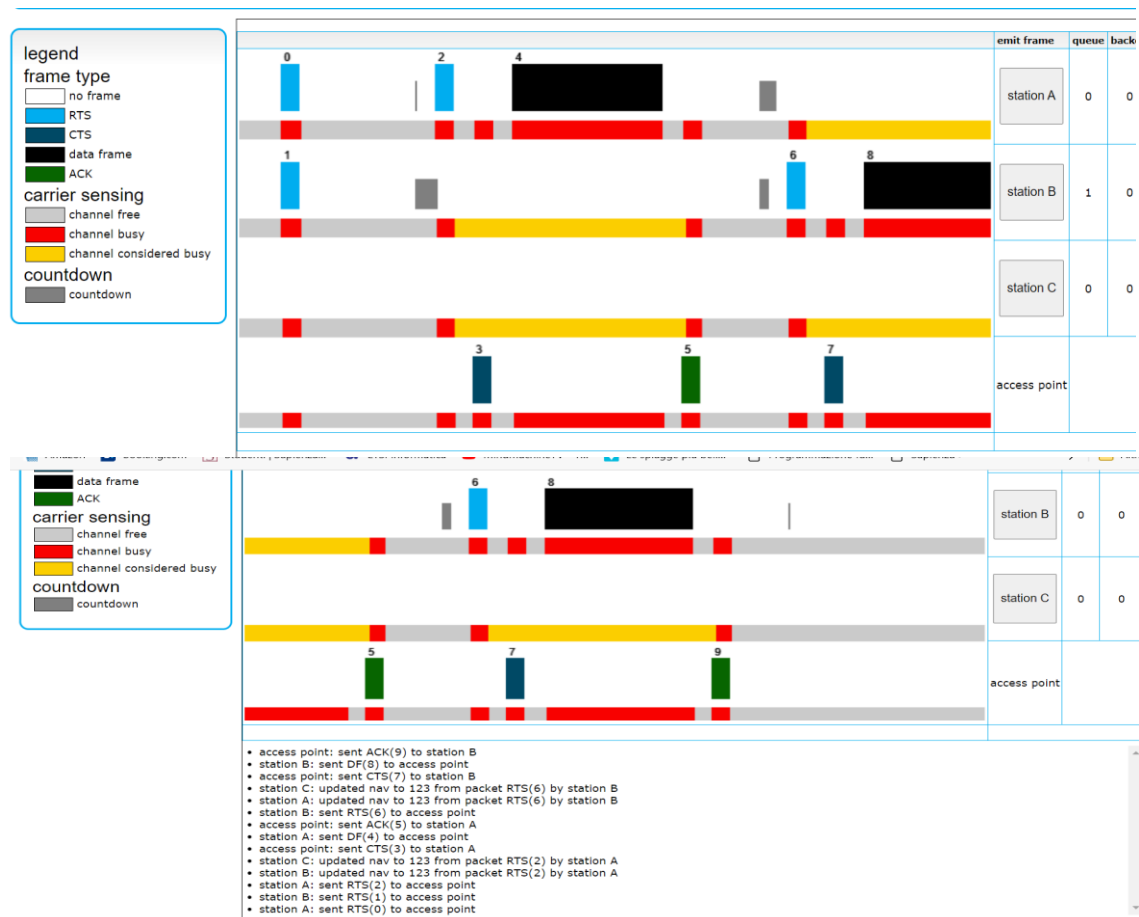 emit frame queue
legend
frame type
no frame
RTS
CTS
data frame
ACK
carrier sensing
channel free
channel busy
channel considered busy
countdown
countdown
0 2 4
station A 0 0
1 6 8
station B 1 0
station C 0 0
3 5 7
access point
data frame
ACK
carrier sensing
channel free
channel busy
channel considered busy
countdown
countdown
6 8
station B 0 0
station C 0 0
5 7 9
access point
• access point: sent ACK(9) to station B
• station B: sent DF(8) to access point
• access point: sent CTS(7) to station B
• station C: updated nav to 123 from packet RTS(6) by station B
• station A: updated nav to 123 from packet RTS(6) by station B
• station B: sent RTS(6) to access point
• access point: sent ACK(5) to station A
• station A: sent DF(4) to access point
• access point: sent CTS(3) to station A
• station C: updated nav to 123 from packet RTS(2) by station A
• station B: updated nav to 123 from packet RTS(2) by station A
• station A: sent RTS(2) to access point
• station B: sent RTS(1) to access point
• station A: sent RTS(0) to access point